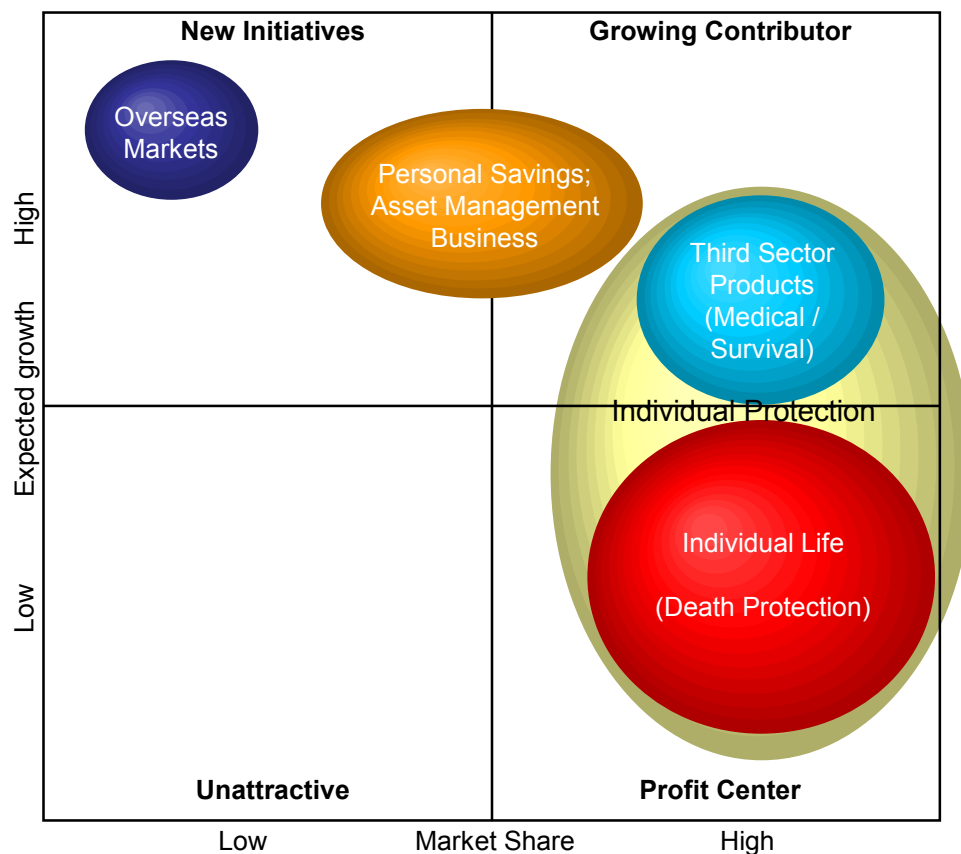 New Initiatives
Growing Contributor
Overseas
Markets
Personal Savings;
Asset Management
Business
Third Sector
Products
(Medical /
Survival)
Individual Protection
Individual Life
(Death Protection)
High
Expected growth
Low
Unattractive
Profit Center
Low
Market Share
High